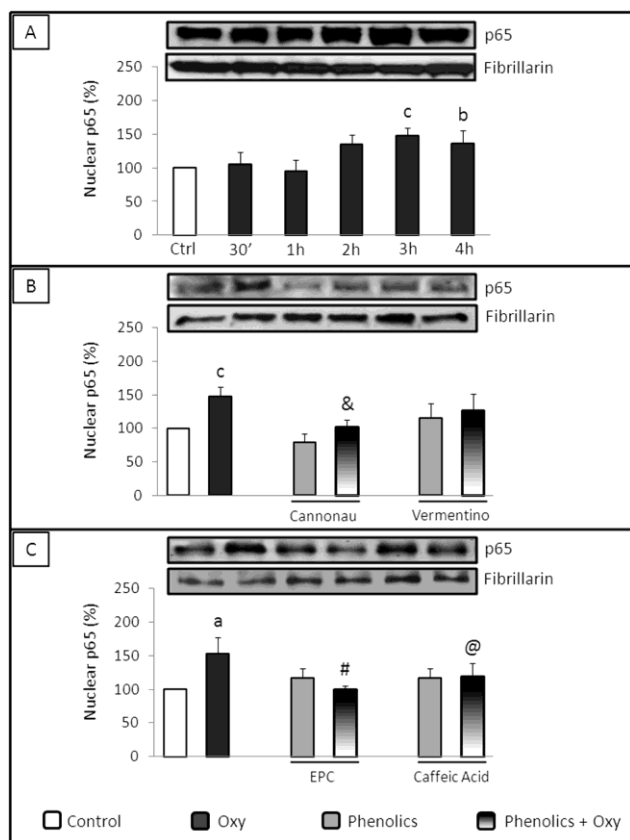 A
p65
Fibrillarin
Nuclear p65 (%)
250
200
150
100
50
0
c
b
Ctrl 30' 1h 2h 3h 4h
B
p65
Fibrillarin
Nuclear p65 (%)
250
200
150
100
50
0
c
&
Cannonau Vermentino
C
p65
Fibrillarin
Nuclear p65 (%)
250
200
150
100
50
0
a
#
@
EPC Caffeic Acid
Control Oxy Phenolics Phenolics + Oxy